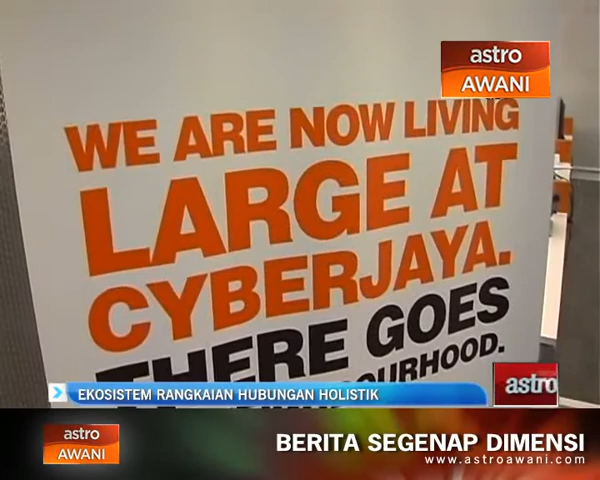 astro
AWANI
WE ARE NOW LIVING
LARGE AT
CYBERJAYA.
THERE GOES
EKOSISTEM RANGKAIAN HUBUNGAN HOLISTIK
astro
astro
AWANI
BERITA SEGENAP DIMENSI
www.astroawani.com